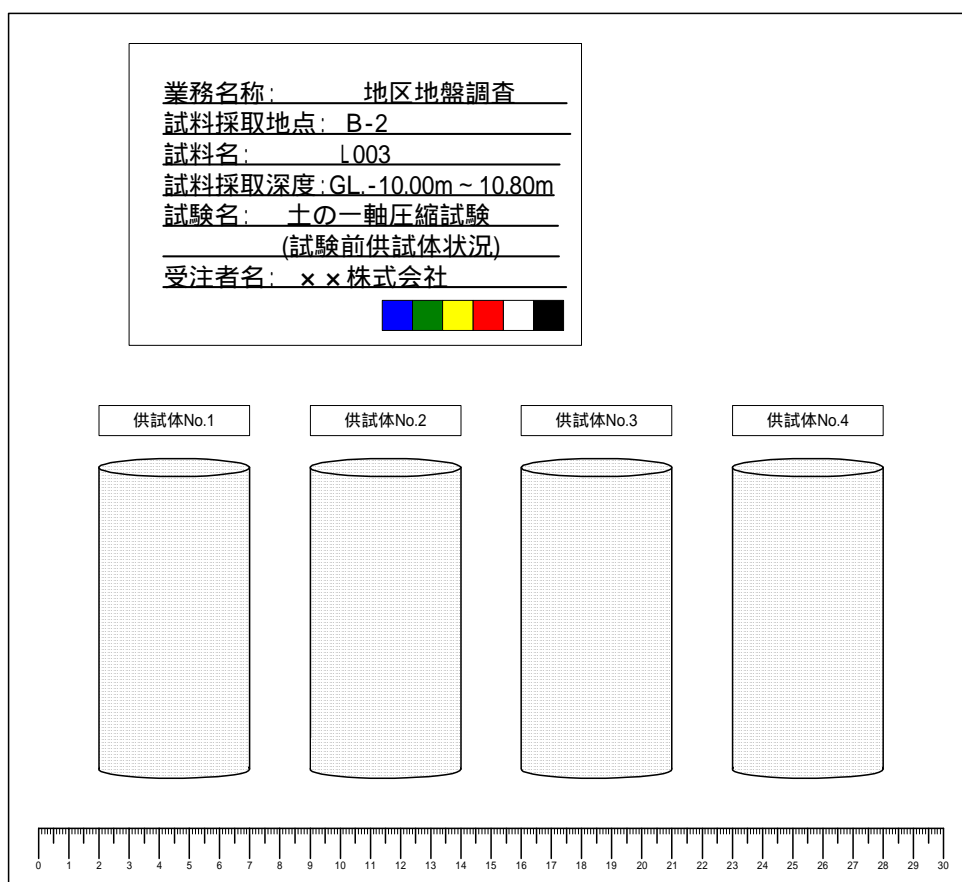 業務名称:　　　地区地盤調査
試料採取地点: B-2
試料名:　　　L003
試料採取深度:GL.-10.00m～10.80m
試験名:　土の一軸圧縮試験
(試験前供試体状況)
受注者名: ××株式会社
供試体No.1 供試体No.2 供試体No.3 供試体No.4
0 1 2 3 4 5 6 7 8 9 10 11 12 13 14 15 16 17 18 19 20 21 22 23 24 25 26 27 28 29 30